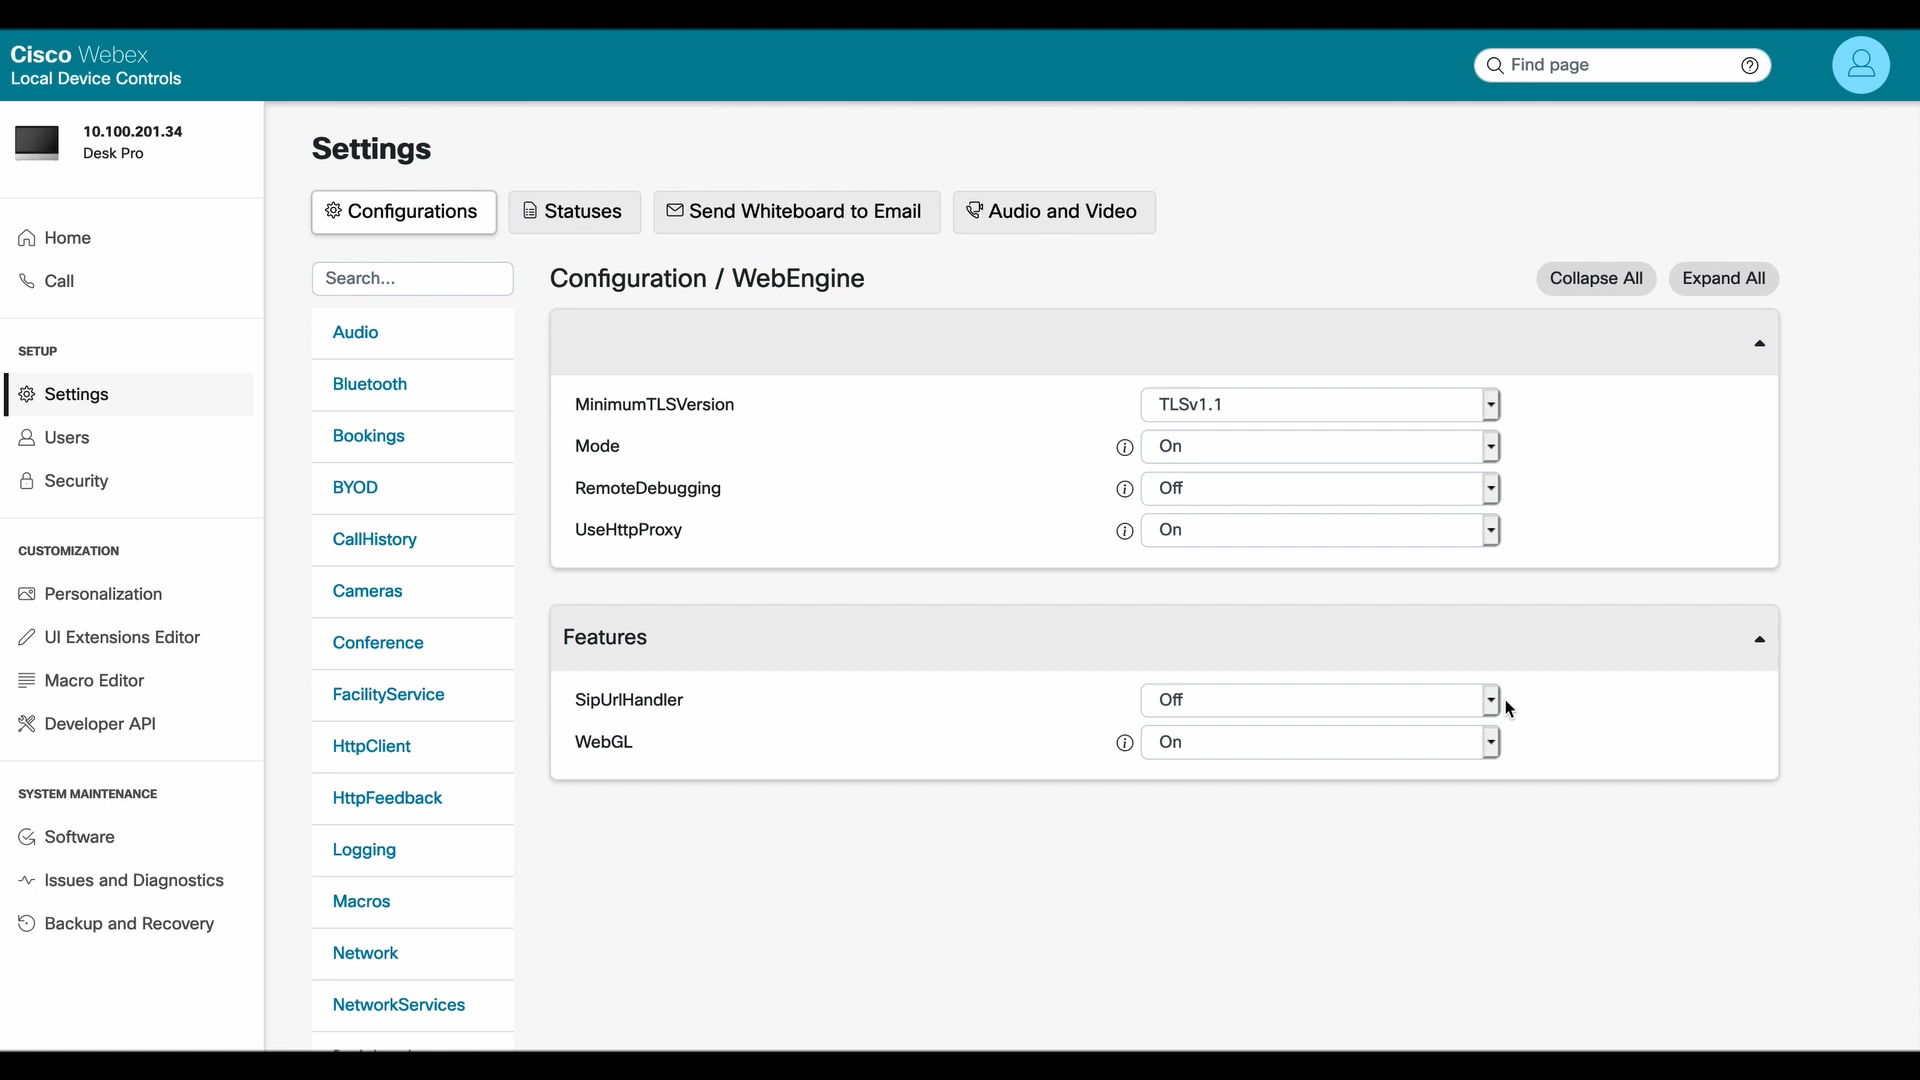 Cisco Webex
Local Device Controls
Find page
10.100.201.34
Desk Pro
Home
Call
SETUP
Settings
Users
Security
CUSTOMIZATION
Personalization
UI Extensions Editor
Macro Editor
Developer API
SYSTEM MAINTENANCE
Software
Issues and Diagnostics
Backup and Recovery
Settings
Configurations
Statuses
Send Whiteboard to Email
Audio and Video
Search...
Audio
Bluetooth
Bookings
BYOD
CallHistory
Cameras
Conference
FacilityService
HttpClient
HttpFeedback
Logging
Macros
Network
NetworkServices
Configuration / WebEngine
Collapse All
Expand All
MinimumTLSVersion TLSv1.1
Mode On
RemoteDebugging Off
UseHttpProxy On
Features
SipUrlHandler Off
WebGL On